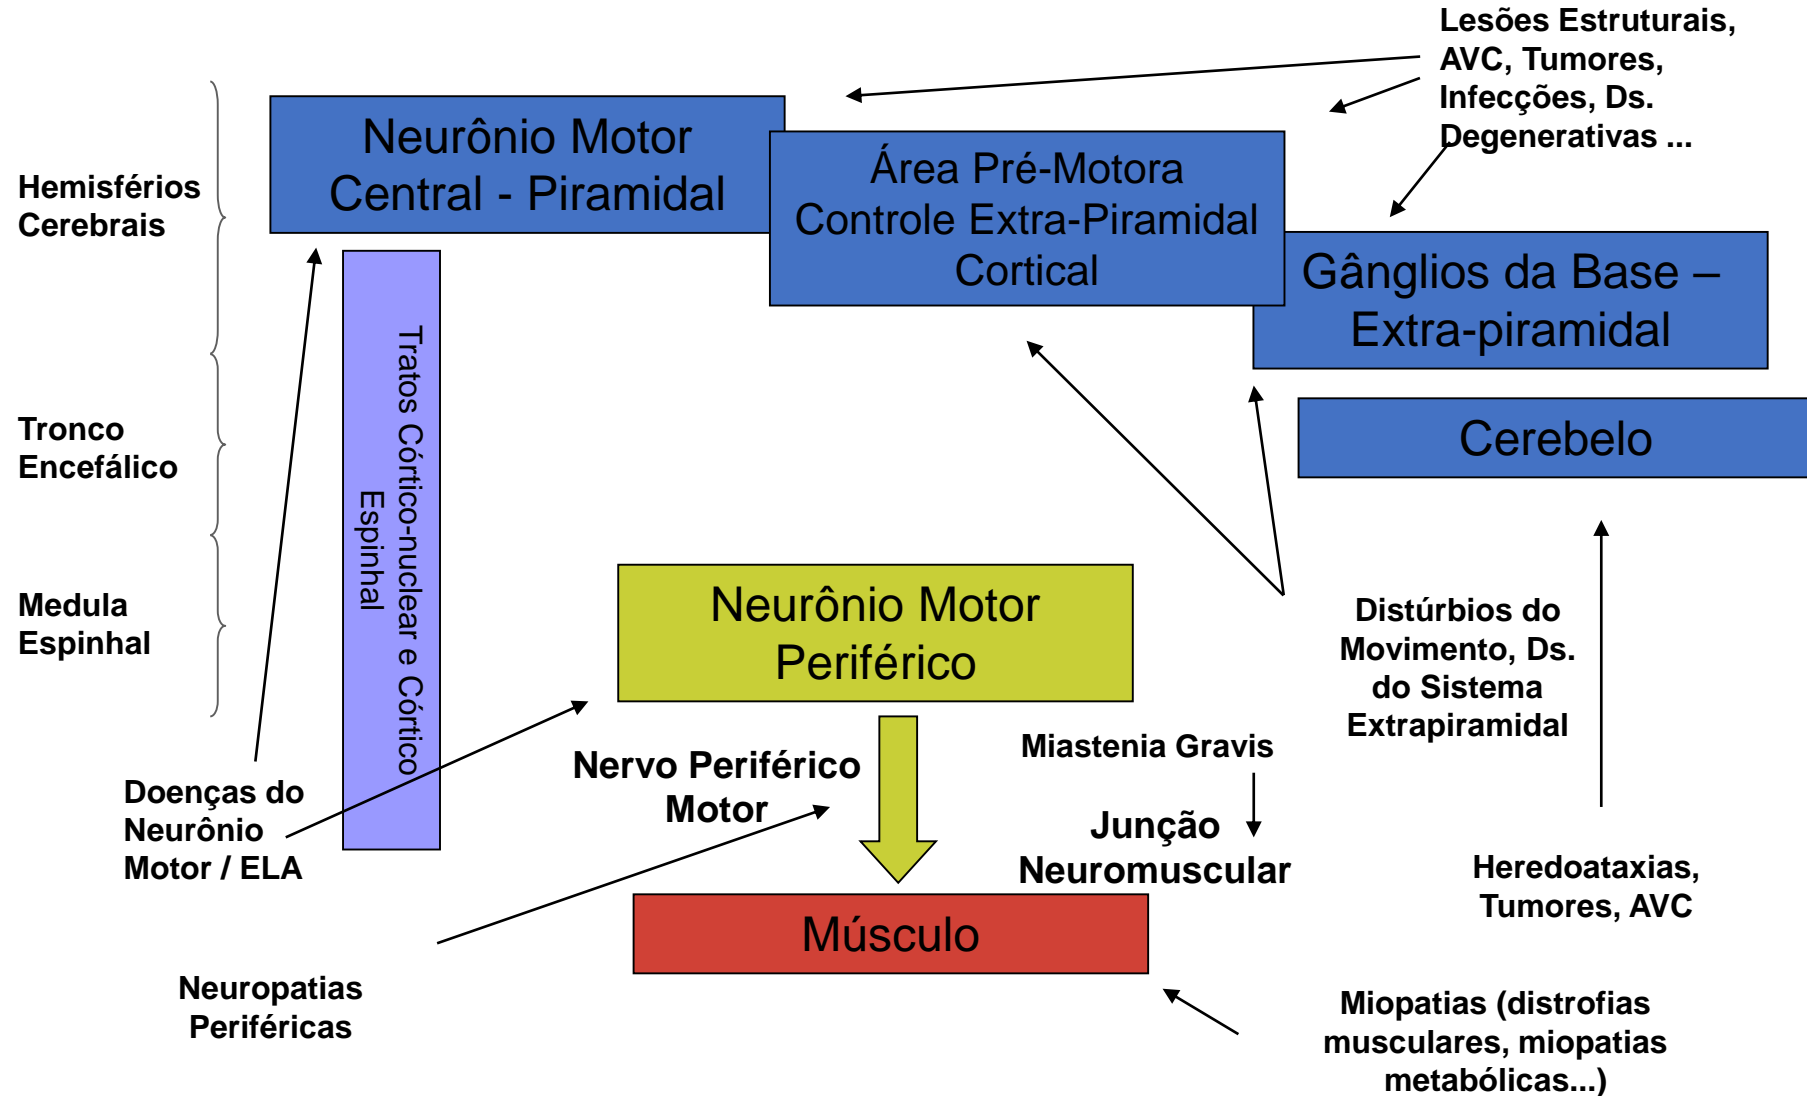 Lesões Estruturais,
AVC, Tumores,
Infecções, Ds.
Degenerativas ...
Neurônio Motor
Central - Piramidal
Área Pré-Motora
Controle Extra-Piramidal
Cortical
Gânglios da Base –
Extra-piramidal
Cerebelo
Hemisférios
Cerebrais
Tronco
Encefálico
Medula
Espinhal
Tratos Córtico-nuclear e Córtico
Espinhal
Neurônio Motor
Periférico
Distúrbios do
Movimento, Ds.
do Sistema
Extrapiramidal
Nervo Periférico
Motor
Miastenia Gravis
Junção
Neuromuscular
Doenças do
Neurônio
Motor / ELA
Heredoataxias,
Tumores, AVC
Músculo
Neuropatias
Periféricas
Miopatias (distrofias
musculares, miopatias
metabólicas...)